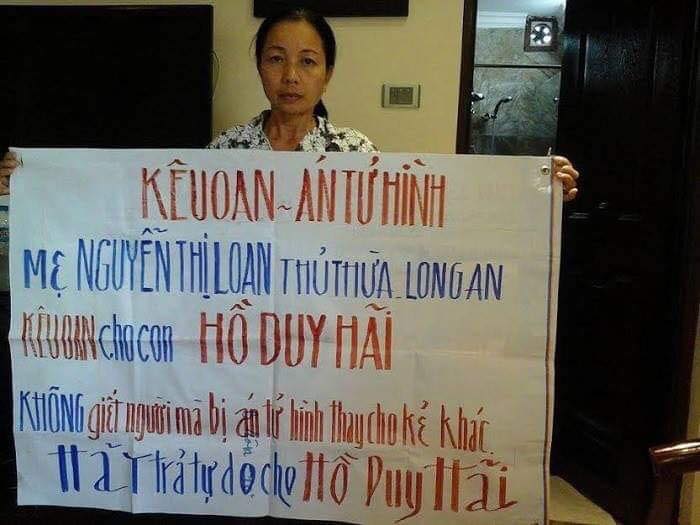 KÊU OAN ~ ÁN TỬ HÌNH
MẸ NGUYỄN THỊ LOAN THỦ THỪA - LONG AN
KÊU OAN cho con HỒ DUY HẢI
KHÔNG giết người mà bị án tử hình thay cho kẻ khác.
HÃY trả tự do cho HỒ DUY HẢI